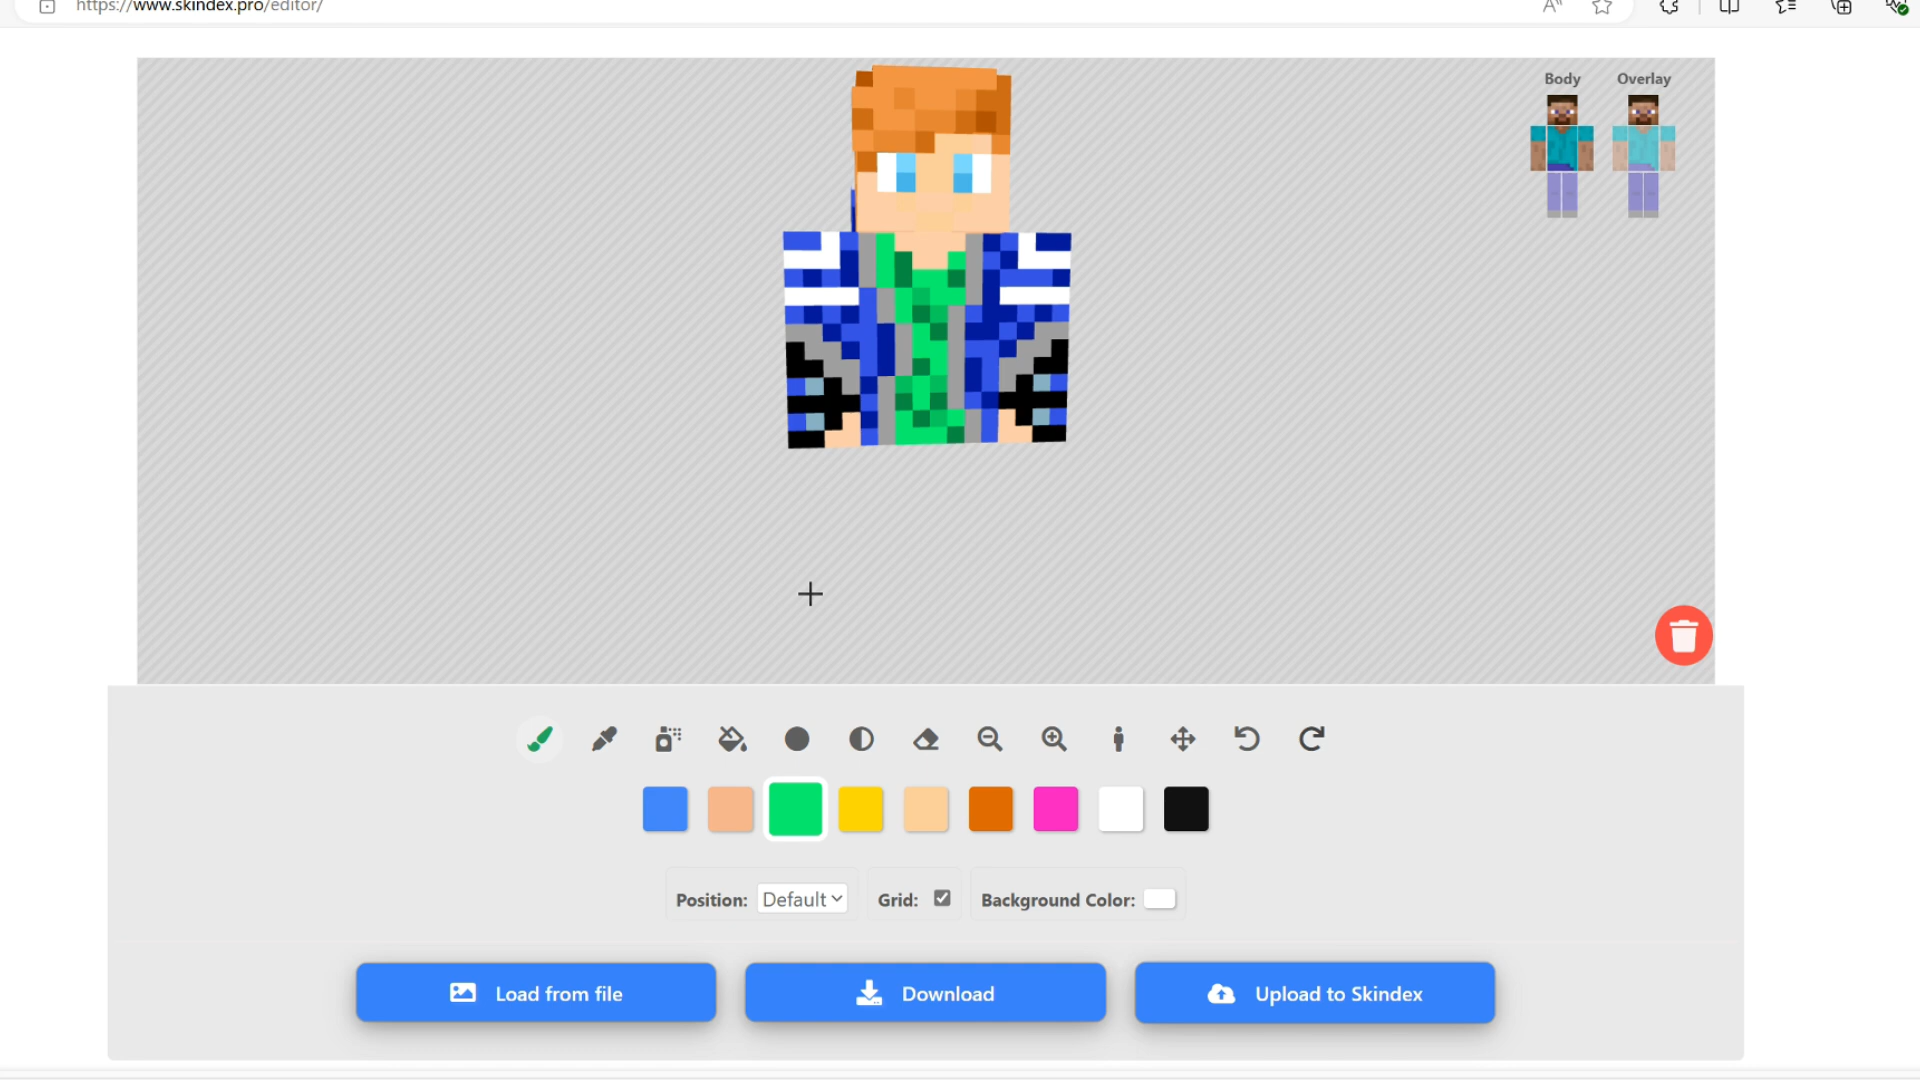 https://www.skindex.pro/editor/
Body Overlay
Position: Default Grid: Background Color:
Load from file Download Upload to Skindex